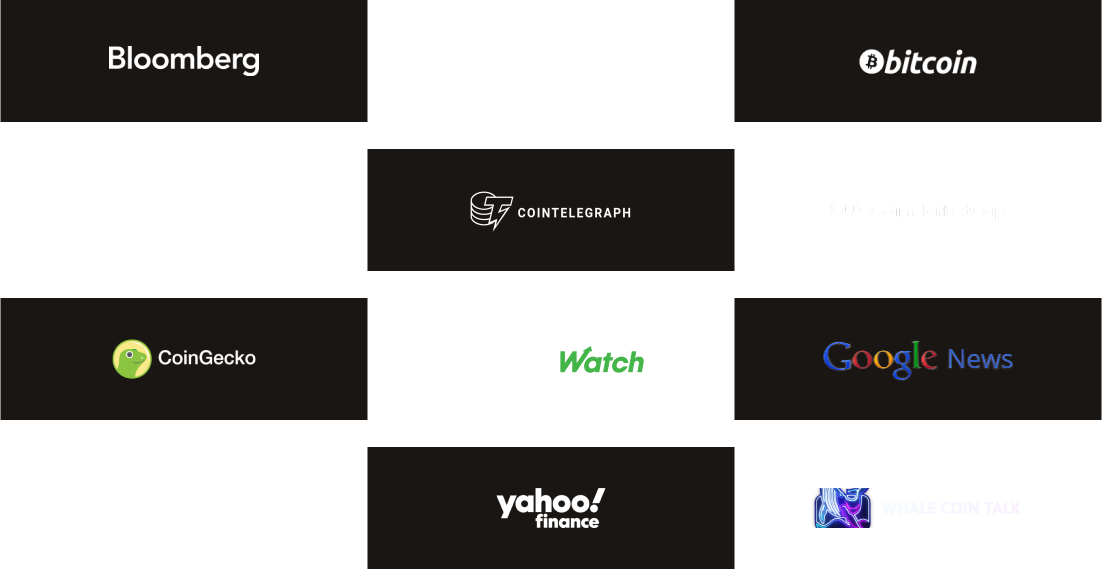 Bloomberg
bitcoin
COINTELEGRAPH
CoinGecko
Watch
Google News
yahoo!
finance
WHALE COIN TALK